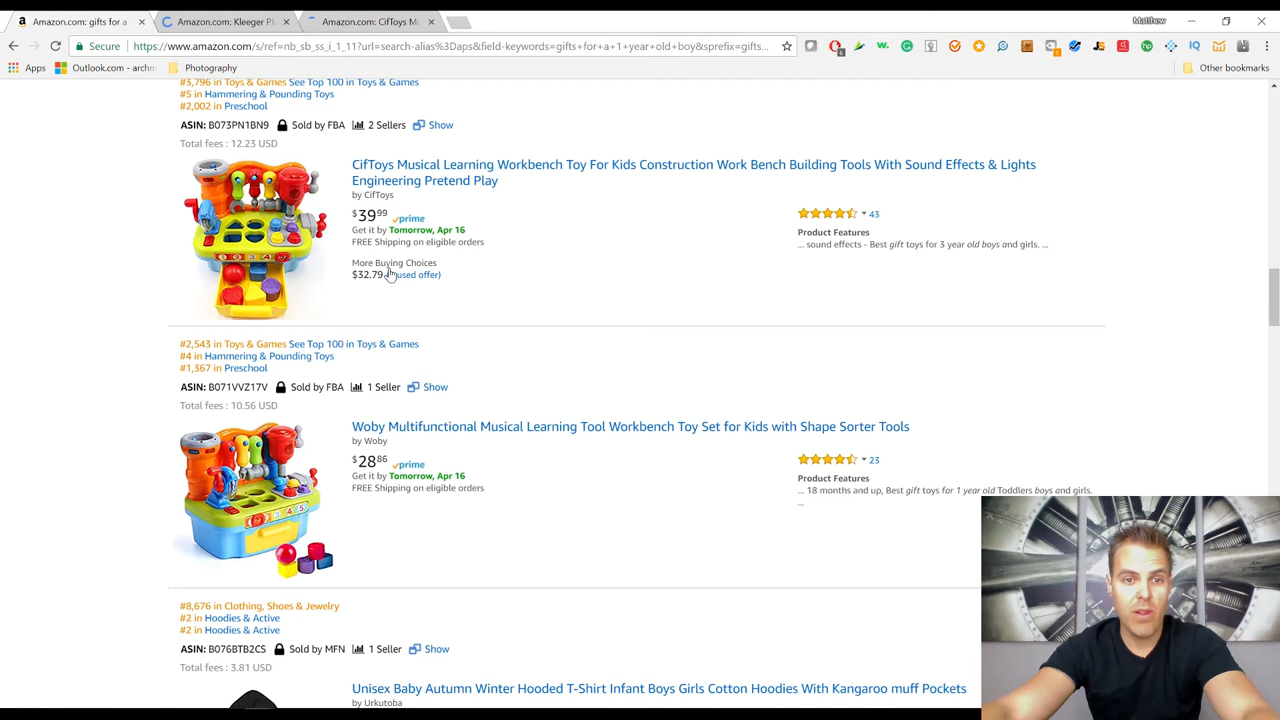 Amazon.com: gifts for a
Amazon.com: Kleeger Pl
Amazon.com: CifToys M
Matthew
Secure
https://www.amazon.com/s/ref=nb_sb_ss_i_1_11?url=search-alias%3Daps&field-keywords=gifts+for+a+1+year+old+boy&sprefix=gifts...
Apps
Outlook.com - archm
Photography
Other bookmarks
#3,796 in Toys & Games See Top 100 in Toys & Games
#5 in Hammering & Pounding Toys
#2,002 in Preschool
ASIN: B073PN1BN9 Sold by FBA 2 Sellers Show
Total fees : 12.23 USD
CifToys Musical Learning Workbench Toy For Kids Construction Work Bench Building Tools With Sound Effects & Lights
Engineering Pretend Play
by CifToys
$39 99 prime
Get it by Tomorrow, Apr 16
FREE Shipping on eligible orders
More Buying Choices
$32.79 used offer)
43
Product Features
... sound effects - Best gift toys for 3 year old boys and girls. ...
#2,543 in Toys & Games See Top 100 in Toys & Games
#4 in Hammering & Pounding Toys
#1,367 in Preschool
ASIN: B071VVZ17V Sold by FBA 1 Seller Show
Total fees : 10.56 USD
Woby Multifunctional Musical Learning Tool Workbench Toy Set for Kids with Shape Sorter Tools
by Woby
$28 86 prime
Get it by Tomorrow, Apr 16
FREE Shipping on eligible orders
23
Product Features
... 18 months and up, Best gift toys for 1 year old Toddlers boys and girls.
...
#8,676 in Clothing, Shoes & Jewelry
#2 in Hoodies & Active
#2 in Hoodies & Active
ASIN: B076BTB2CS Sold by MFN 1 Seller Show
Total fees : 3.81 USD
Unisex Baby Autumn Winter Hooded T-Shirt Infant Boys Girls Cotton Hoodies With Kangaroo muff Pockets
by Urkutoba